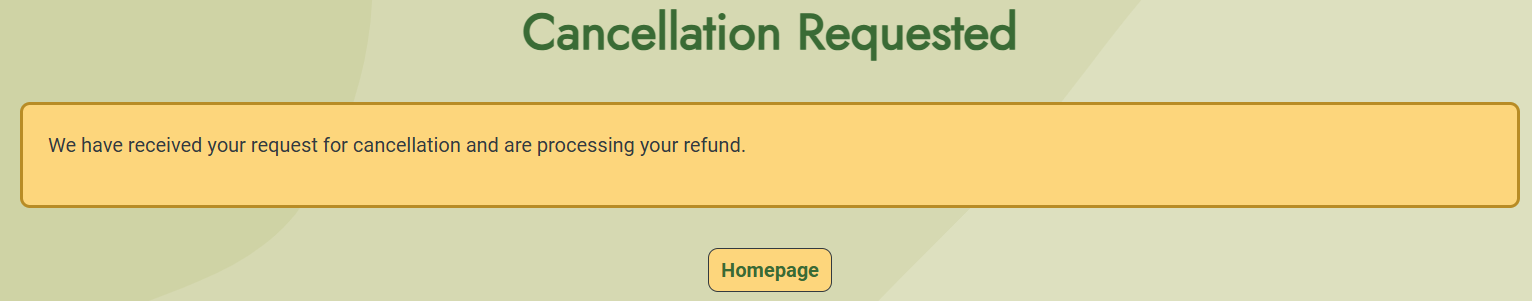 Cancellation Requested
We have received your request for cancellation and are processing your refund.
Homepage